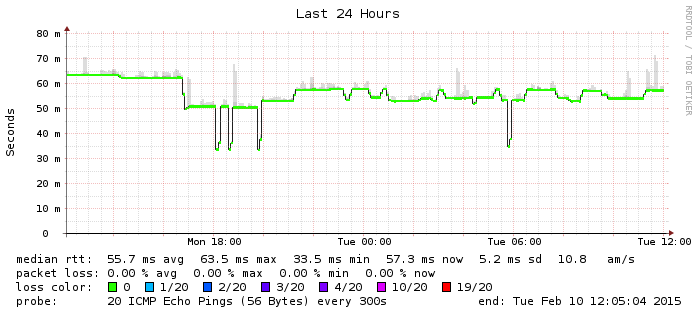 Last 24 Hours
RRDTOOL / TOBI OETIKER
Seconds
80 m
70 m
60 m
50 m
40 m
30 m
20 m
10 m
0
Mon 18:00 Tue 00:00 Tue 06:00 Tue 12:00
median rtt: 55.7 ms avg 63.5 ms max 33.5 ms min 57.3 ms now 5.2 ms sd 10.8 am/s
packet loss: 0.00 % avg 0.00 % max 0.00 % min 0.00 % now
loss color: 0 1/20 2/20 3/20 4/20 10/20 19/20
probe: 20 ICMP Echo Pings (56 Bytes) every 300s end: Tue Feb 10 12:05:04 2015